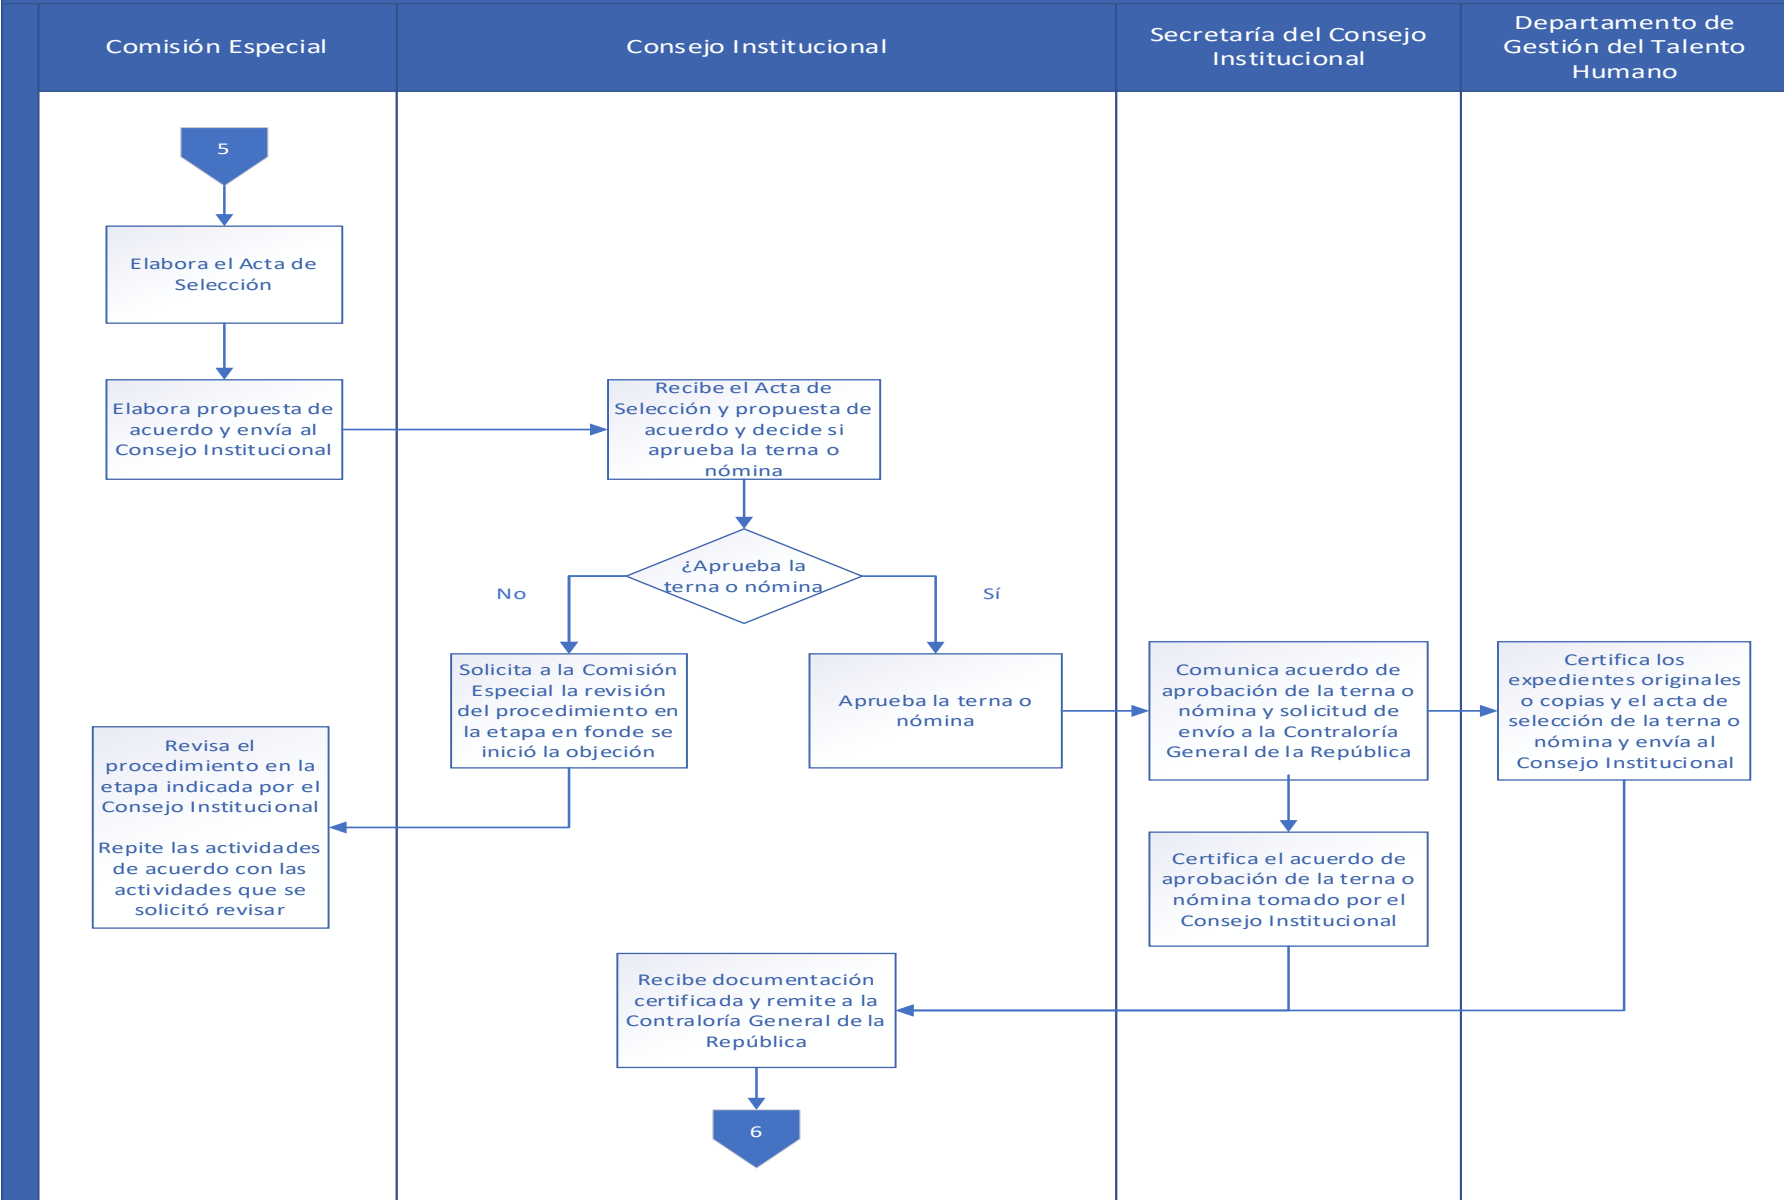 Comisión Especial
Consejo Institucional
Secretaría del Consejo
Institucional
Departamento de
Gestión del Talento
Humano
5
Elabora el Acta de
Selección
Elabora propuesta de
acuerdo y envía al
Consejo Institucional
Recibe el Acta de
Selección y propuesta de
acuerdo y decide si
aprueba la terna o
nómina
¿Aprueba la
terna o nómina
No
Sí
Solicita a la Comisión
Especial la revisión
del procedimiento en
la etapa en fonde se
inició la objeción
Aprueba la terna o
nómina
Comunica acuerdo de
aprobación de la terna o
nómina y solicitud de
envío a la Contraloría
General de la República
Certifica los
expedientes originales
o copias y el acta de
selección de la terna o
nómina y envía al
Consejo Institucional
Revisa el
procedimiento en la
etapa indicada por el
Consejo Institucional
Repite las actividades
de acuerdo con las
actividades que se
solicitó revisar
Certifica el acuerdo de
aprobación de la terna o
nómina tomado por el
Consejo Institucional
Recibe documentación
certificada y remite a la
Contraloría General de la
República
6